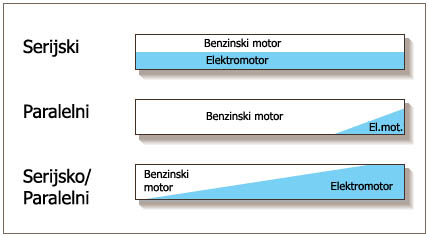 Serijski
Benzinski motor
Elektromotor
Paralelni
Benzinski motor
El.mot.
Serijsko/
Paralelni
Benzinski
motor
Elektromotor